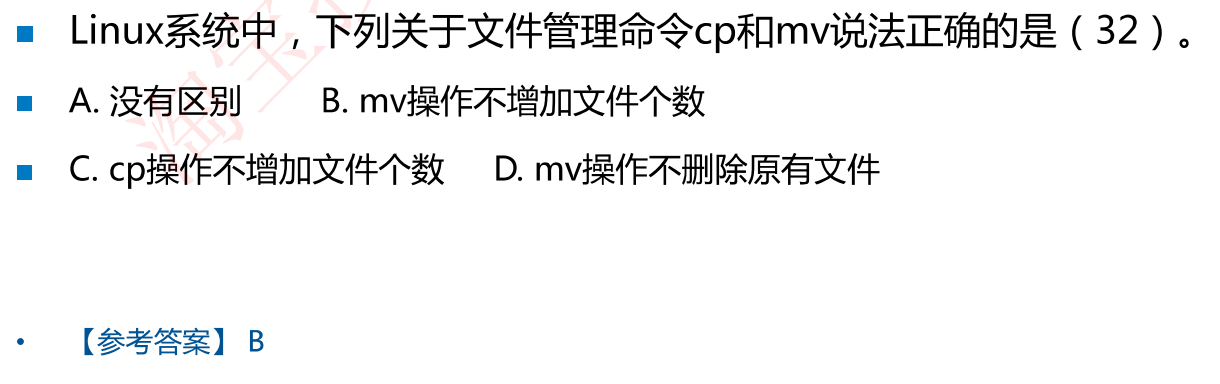 Linux系统中，下列关于文件管理命令cp和mv说法正确的是（32）。
A. 没有区别 B. mv操作不增加文件个数
C. cp操作不增加文件个数 D. mv操作不删除原有文件
【参考答案】 B
淘宝